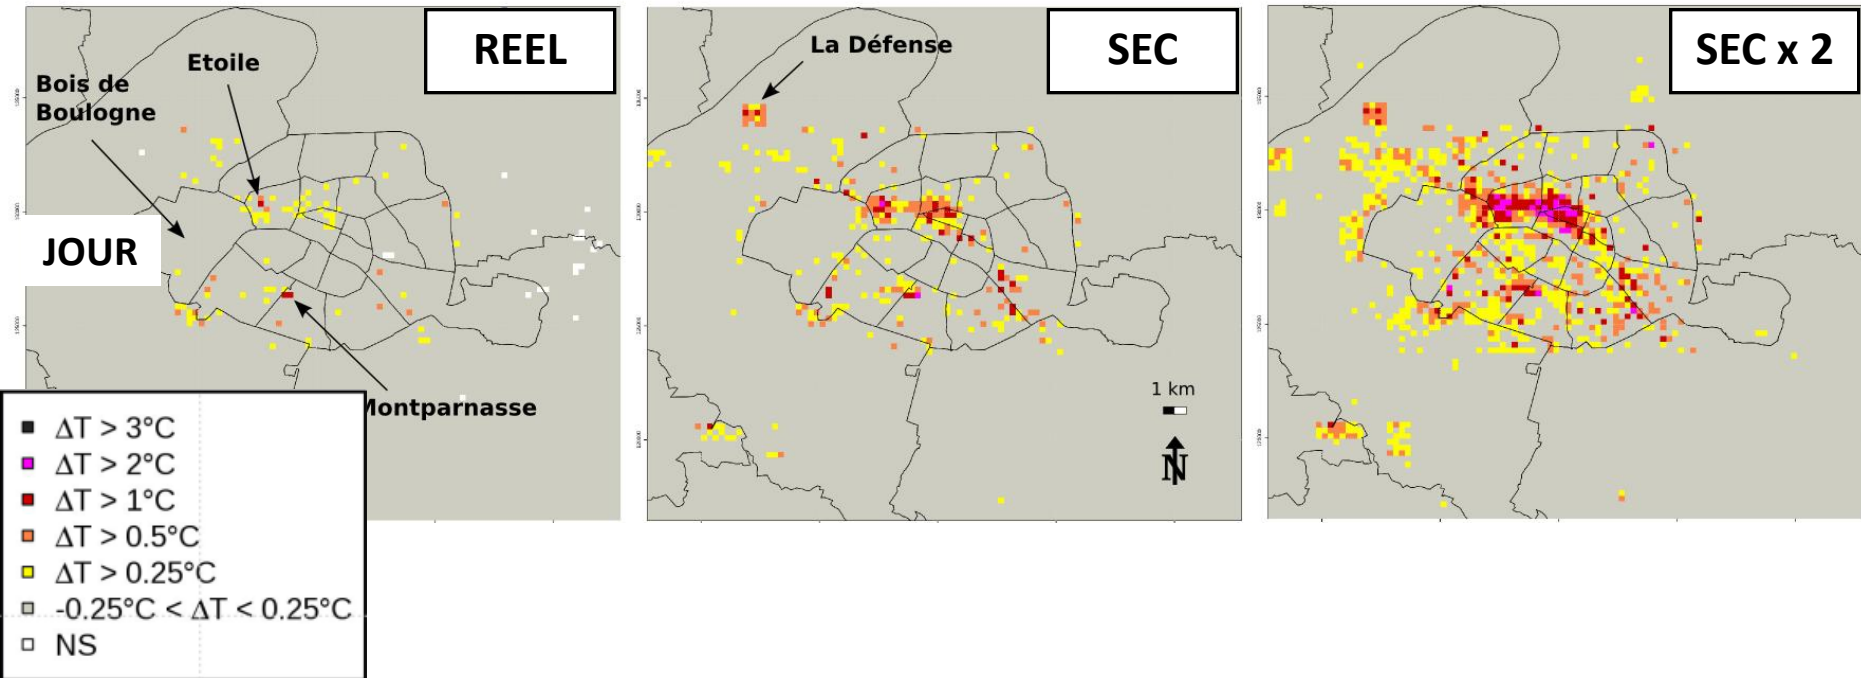 REEL
Etoile
Bois de
Boulogne
JOUR
Montparnasse
La Défense
SEC
1 km
N
SEC x 2
ΔT > 3°C
ΔT > 2°C
ΔT > 1°C
ΔT > 0.5°C
ΔT > 0.25°C
-0.25°C < ΔT < 0.25°C
NS